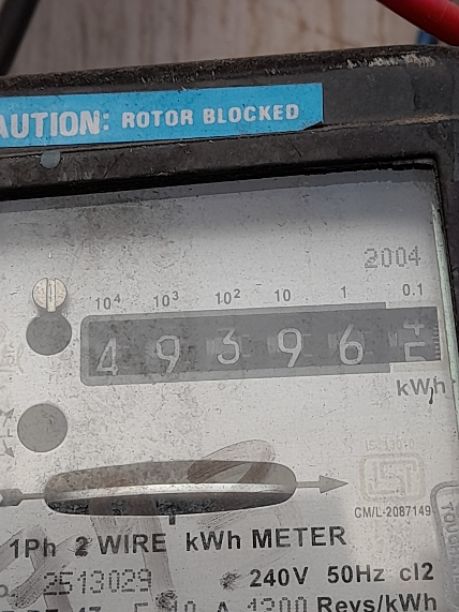 AUTION: ROTOR BLOCKED
2004
10⁴ 10³ 10² 10 1 0.1
4 9 3 9 6
kWh
CM/L-2087149
1Ph 2 WIRE kWh METER
2513029 240V 50Hz cl2
A 1200 Revs/kWh